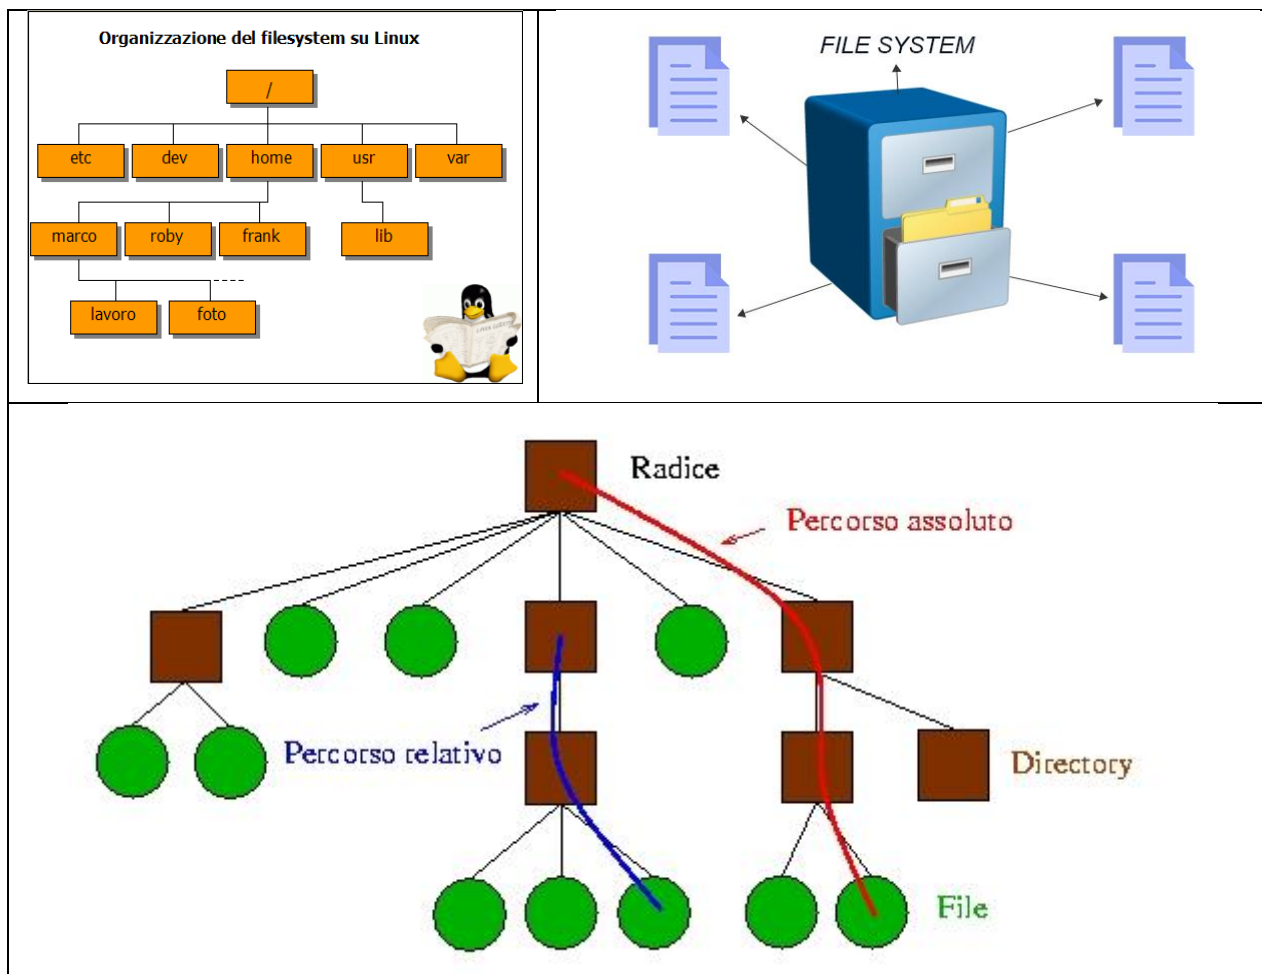 Organizzazione del filesystem su Linux
/
etc dev home usr var
marco roby frank lib
lavoro foto
FILE SYSTEM
Radice
Percorso assoluto
Percorso relativo
Directory
File